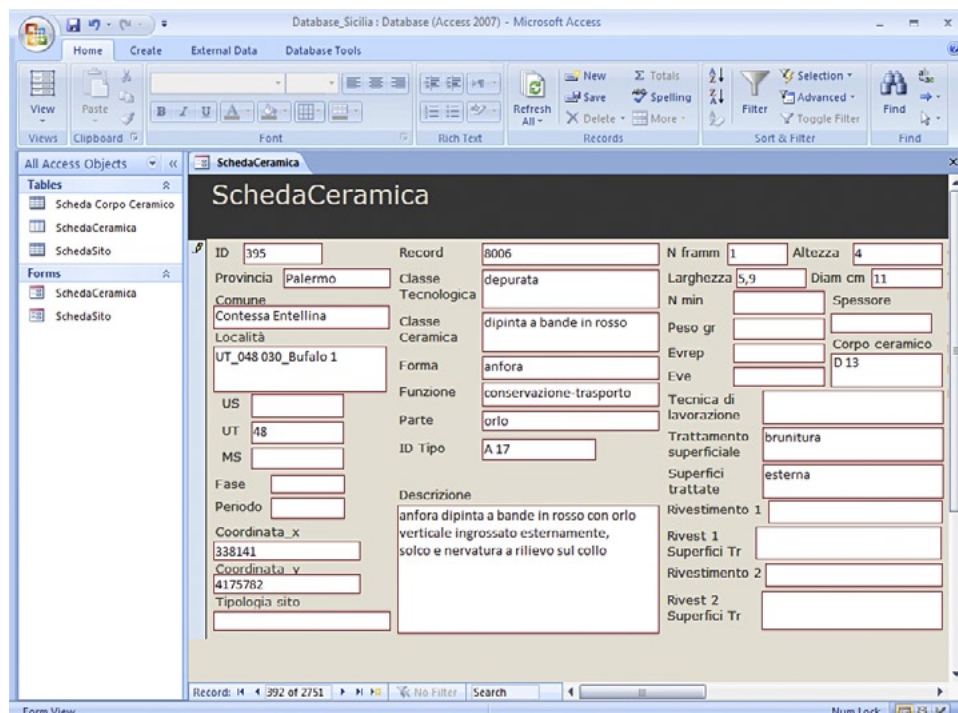 Database_Sicilia : Database (Access 2007) - Microsoft Access
Home Create External Data Database Tools
View
Paste
Refresh All
New
Save
Delete
Totals
Spelling
More
Filter
Selection
Advanced
Toggle Filter
Find
Views Clipboard Font Rich Text Records Sort & Filter Find
All Access Objects
Tables
Scheda Corpo Ceramico
SchedaCeramica
SchedaSito
Forms
SchedaCeramica
SchedaSito
SchedaCeramica
SchedaCeramica
ID 395
Provincia Palermo
Comune
Contessa Entellina
Località
UT_048 030_Bufalo 1
US
UT 48
MS
Fase
Periodo
Coordinata_x
338141
Coordinata_y
4175782
Tipologia sito
Record 8006
Classe Tecnologica depurata
Classe Ceramica dipinta a bande in rosso
Forma anfora
Funzione conservazione-trasporto
Parte orlo
ID Tipo A 17
Descrizione
anfora dipinta a bande in rosso con orlo
verticale ingrossato esternamente,
solco e nervatura a rilievo sul collo
N framm 1 Altezza 4
Larghezza 5,9 Diam cm 11
N min Spessore
Peso gr
Evrep Corpo ceramico
Eve D 13
Tecnica di
lavorazione
Trattamento brunitura
superficiale
Superfici esterna
trattate
Rivestimento 1
Rivest 1
Superfici Tr
Rivestimento 2
Rivest 2
Superfici Tr
Record: 392 of 2751 No Filter Search
Form View Num Lock